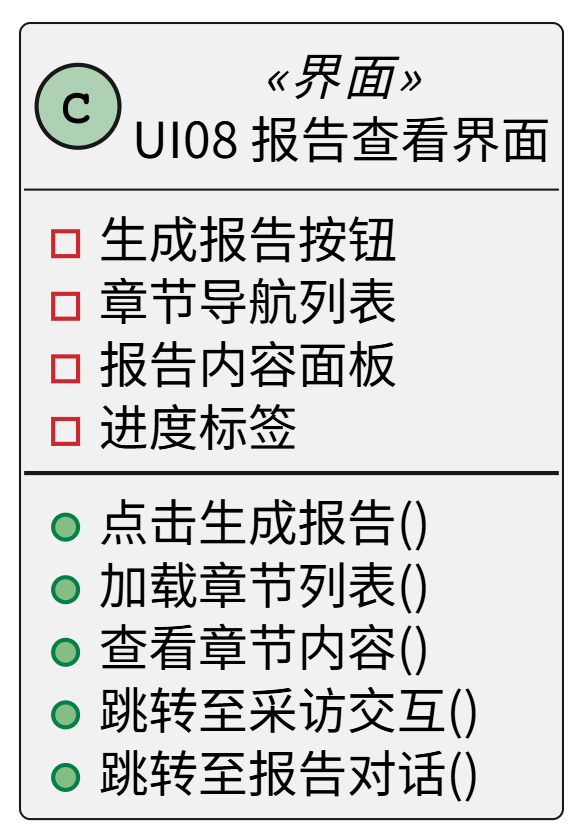 C
«界面»
UI08 报告查看界面
生成报告按钮
章节导航列表
报告内容面板
进度标签
点击生成报告()
加载章节列表()
查看章节内容()
跳转至采访交互()
跳转至报告对话()